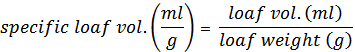 specific loaf vol. (ml/g) = loaf vol. (ml) / loaf weight (g)